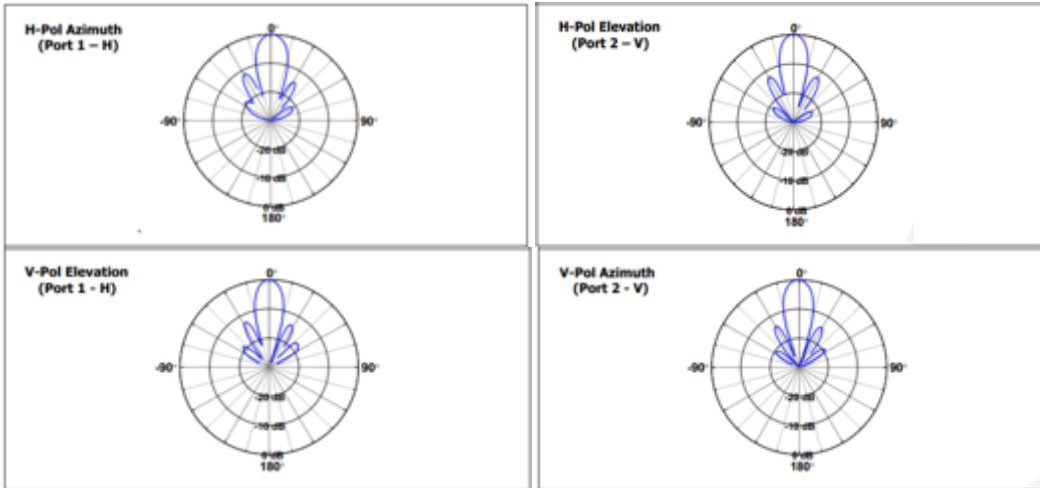 H-Pol Azimuth
(Port 1 – H)
0°
-90°
90°
-20 dB
-10 dB
0 dB
180°
H-Pol Elevation
(Port 2 – V)
0°
-90°
90°
-20 dB
-10 dB
0 dB
180°
V-Pol Elevation
(Port 1 - H)
0°
-90°
90°
-20 dB
-10 dB
0 dB
180°
V-Pol Azimuth
(Port 2 - V)
0°
-90°
90°
-20 dB
-10 dB
0 dB
180°